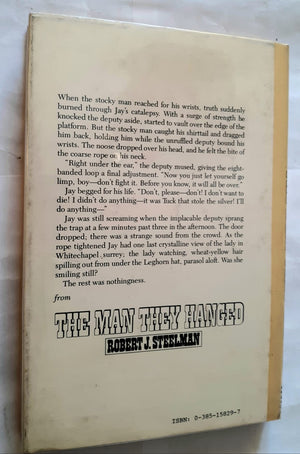 When the stocky man reached for his wrists, truth suddenly
burned through Jay's catalepsy. With a surge of strength he
knocked the deputy aside, started to vault over the edge of the
platform. But the stocky man caught his shirttail and dragged
him back, holding him while the unruffled deputy bound his
wrists. The noose dropped over his head, and he felt the bite of
the coarse rope on his neck.
"Right under the ear," the deputy mused, giving the eight-
banded loop a final adjustment. "Now you just let yourself go
limp, boy—don't fight it. Before you know, it will all be over."
Jay begged for his life. "Don't, please—don't! I don't want to
die! I didn't do anything—it was Tuck that stole the silver! I'll
do anything—"
Jay was still screaming when the implacable deputy sprang
the trap at a few minutes past three in the afternoon. The door
dropped; there was a strange sound from the crowd. As the
rope tightened Jay had one last crystalline vision of the lady in
Whitechapel surrey; the lady watching, wheat-yellow hair
spilling out from under the Leghorn hat, parasol aloft. Was she
smiling still?
The rest was nothingness.
from
THE MAN THEY HANGED
ROBERT J. STEELMAN
ISBN: 0-385-15829-7